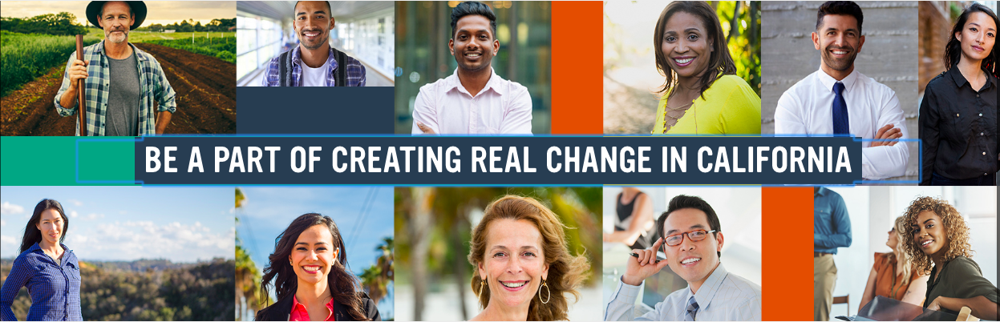 BE A PART OF CREATING REAL CHANGE IN CALIFORNIA